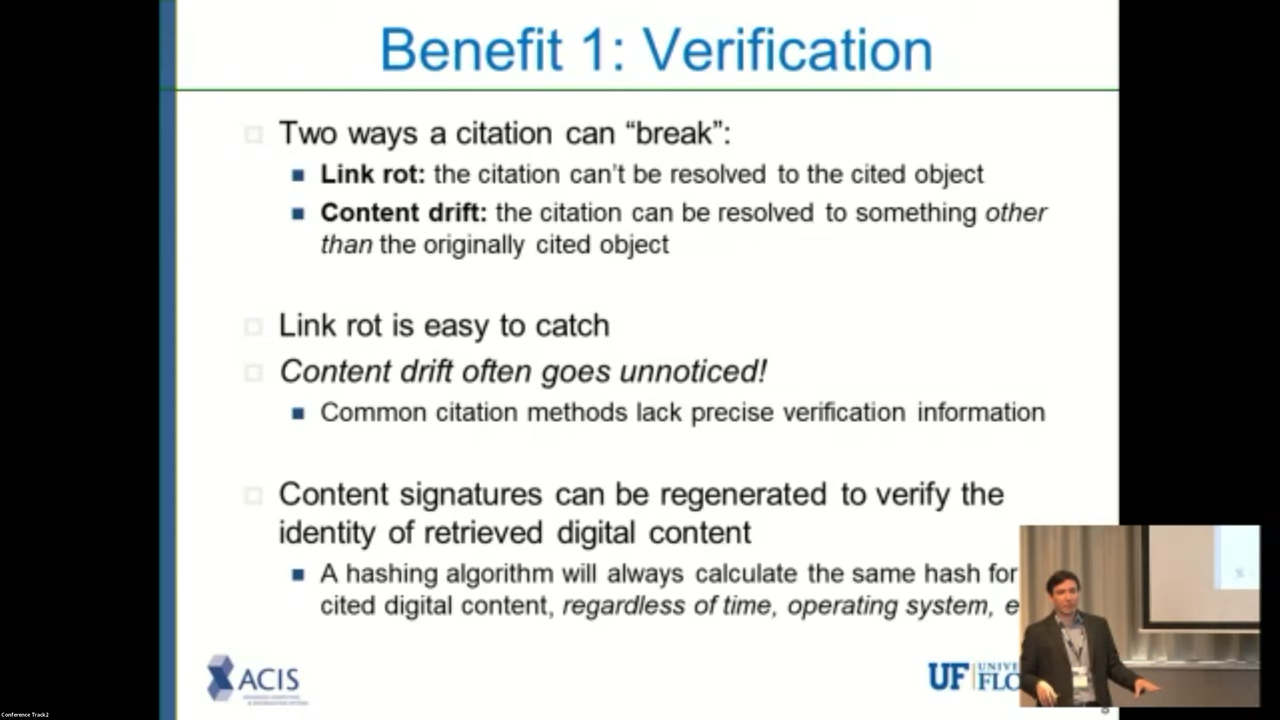 Benefit 1: Verification
Two ways a citation can “break”:
Link rot: the citation can’t be resolved to the cited object
Content drift: the citation can be resolved to something other
than the originally cited object
Link rot is easy to catch
Content drift often goes unnoticed!
Common citation methods lack precise verification information
Content signatures can be regenerated to verify the
identity of retrieved digital content
A hashing algorithm will always calculate the same hash for
cited digital content, regardless of time, operating system, e
ACIS
UF UNIVE
FLO
Conference Track2